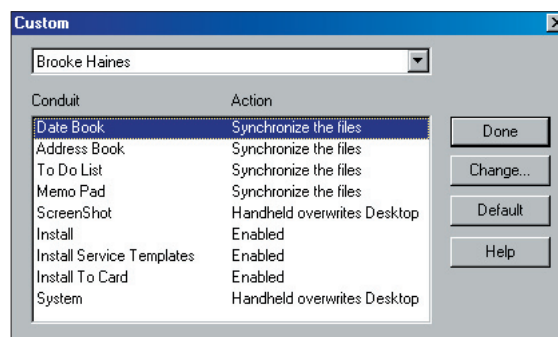 Custom
Brooke Haines
Conduit Action
Date Book Synchronize the files
Address Book Synchronize the files
To Do List Synchronize the files
Memo Pad Synchronize the files
ScreenShot Handheld overwrites Desktop
Install Enabled
Install Service Templates Enabled
Install To Card Enabled
System Handheld overwrites Desktop
Done
Change...
Default
Help